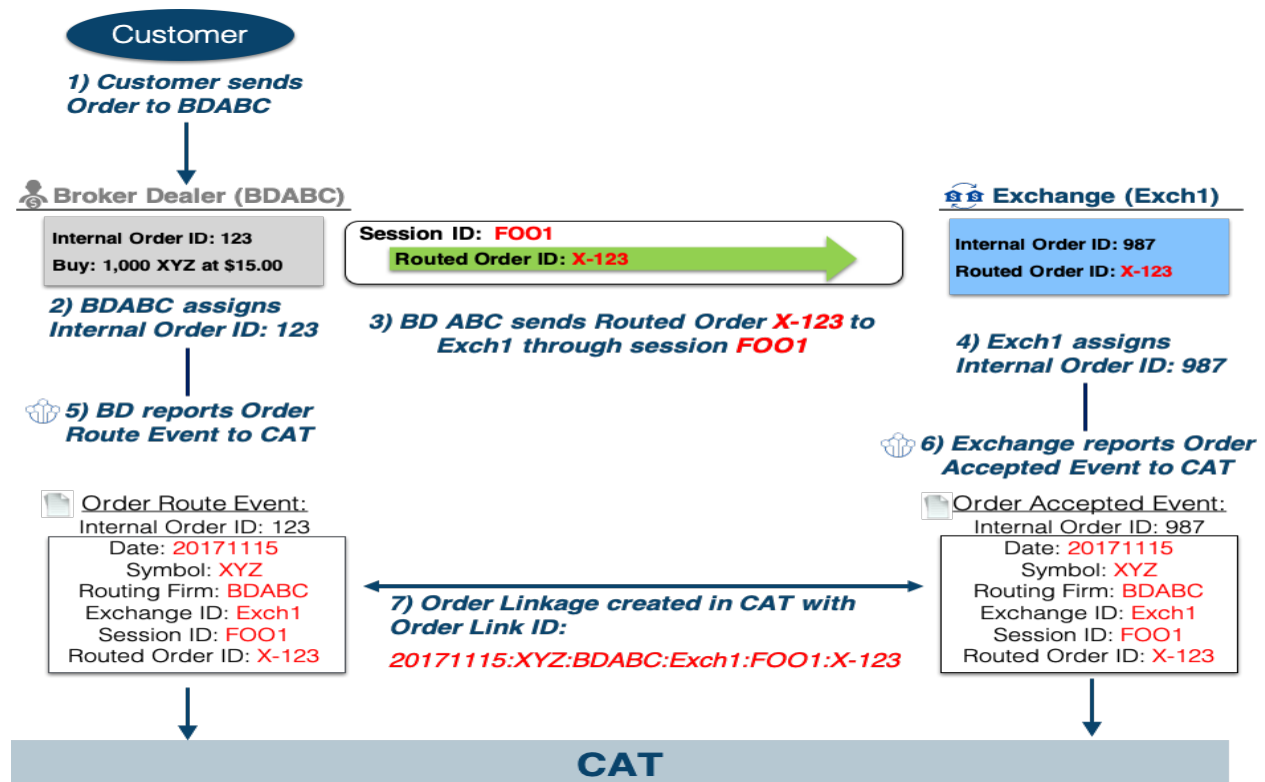 Customer
1) Customer sends
Order to BDABC
Broker Dealer (BDABC)
Internal Order ID: 123
Buy: 1,000 XYZ at $15.00
2) BDABC assigns
Internal Order ID: 123
Session ID: FOO1
Routed Order ID: X-123
3) BD ABC sends Routed Order X-123 to
Exch1 through session FOO1
Exchange (Exch1)
Internal Order ID: 987
Routed Order ID: X-123
4) Exch1 assigns
Internal Order ID: 987
5) BD reports Order
Route Event to CAT
6) Exchange reports Order
Accepted Event to CAT
Order Route Event:
Internal Order ID: 123
Date: 20171115
Symbol: XYZ
Routing Firm: BDABC
Exchange ID: Exch1
Session ID: FOO1
Routed Order ID: X-123
7) Order Linkage created in CAT with
Order Link ID:
20171115:XYZ:BDABC:Exch1:FOO1:X-123
Order Accepted Event:
Internal Order ID: 987
Date: 20171115
Symbol: XYZ
Routing Firm: BDABC
Exchange ID: Exch1
Session ID: FOO1
Routed Order ID: X-123
CAT